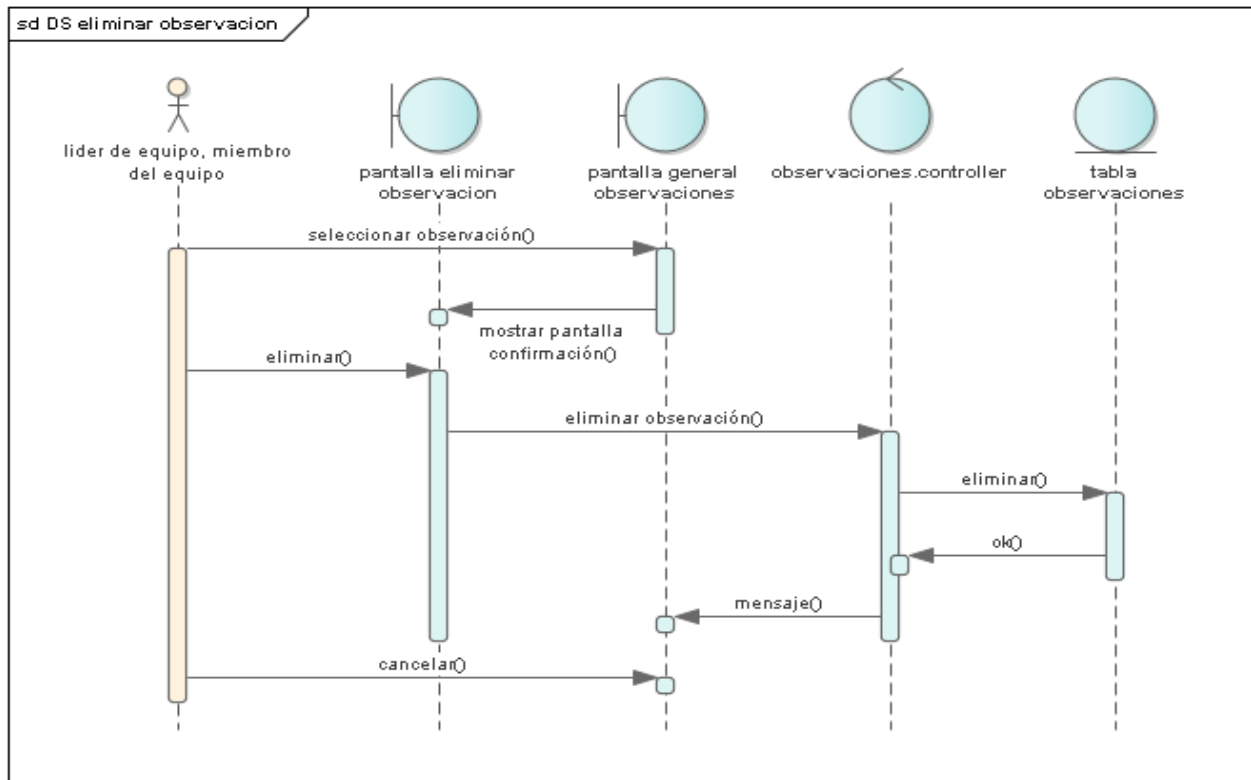 sd DS eliminar observacion
lider de equipo, miembro
del equipo
pantalla eliminar
observacion
pantalla general
observaciones
observaciones.controller
tabla
observaciones
seleccionar observación()
mostrar pantalla
confirmación()
eliminar()
eliminar observación()
eliminar()
ok()
mensaje()
cancelar()